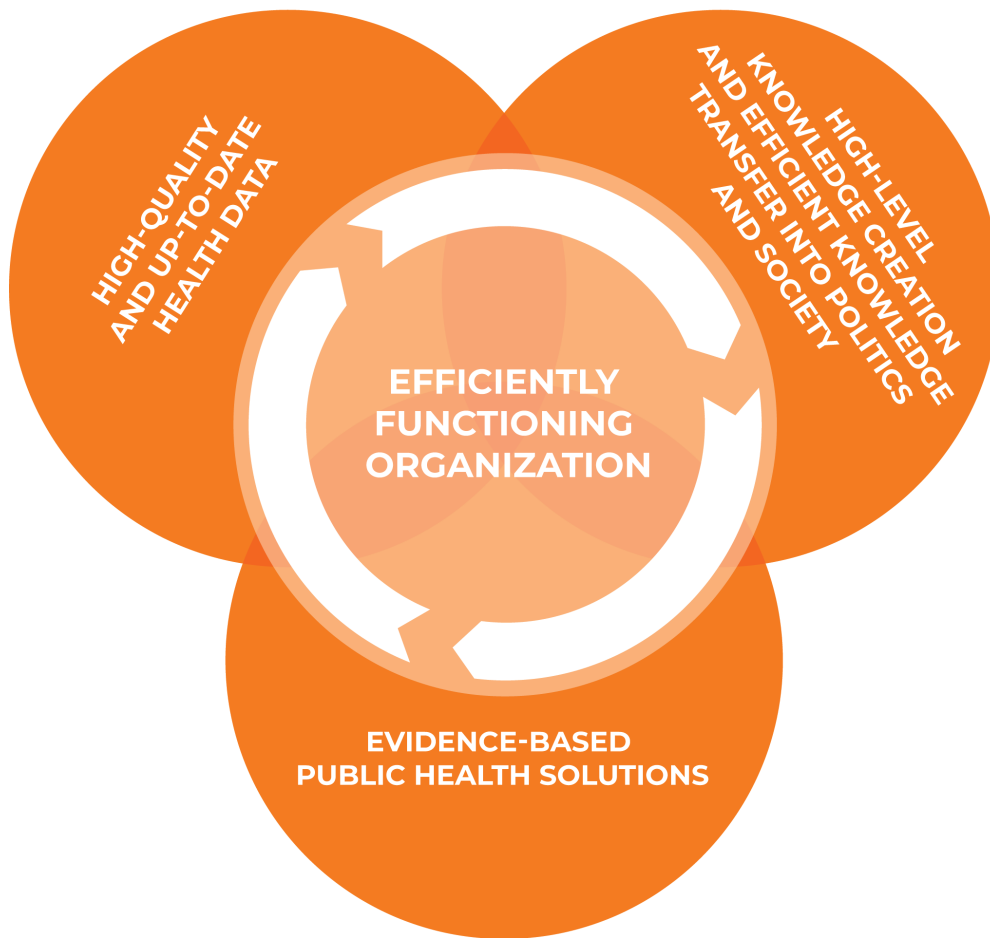 HIGH-QUALITY
AND UP-TO-DATE
HEALTH DATA
HIGH-LEVEL
KNOWLEDGE CREATION
AND EFFICIENT KNOWLEDGE
TRANSFER INTO POLITICS
AND SOCIETY
EFFICIENTLY
FUNCTIONING
ORGANIZATION
EVIDENCE-BASED
PUBLIC HEALTH SOLUTIONS